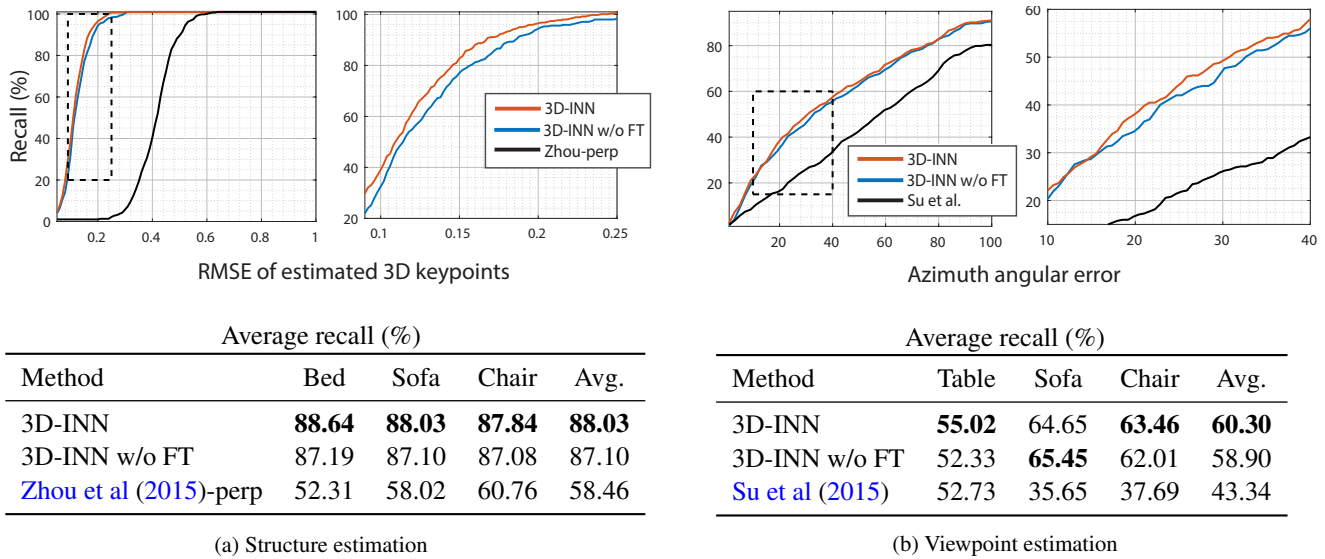 Recall (%)
100
80
60
40
20
0
0.2 0.4 0.6 0.8 1
100
80
60
40
20
0.1 0.15 0.2 0.25
3D-INN
3D-INN w/o FT
Zhou-perp
RMSE of estimated 3D keypoints
80
60
40
20
20 40 60 80 100
3D-INN
3D-INN w/o FT
Su et al.
60
50
40
30
20
10 20 30 40
Azimuth angular error
Average recall (%)
Method Bed Sofa Chair Avg.
3D-INN 88.64 88.03 87.84 88.03
3D-INN w/o FT 87.19 87.10 87.08 87.10
Zhou et al (2015)-perp 52.31 58.02 60.76 58.46
(a) Structure estimation
Average recall (%)
Method Table Sofa Chair Avg.
3D-INN 55.02 64.65 63.46 60.30
3D-INN w/o FT 52.33 65.45 62.01 58.90
Su et al (2015) 52.73 35.65 37.69 43.34
(b) Viewpoint estimation